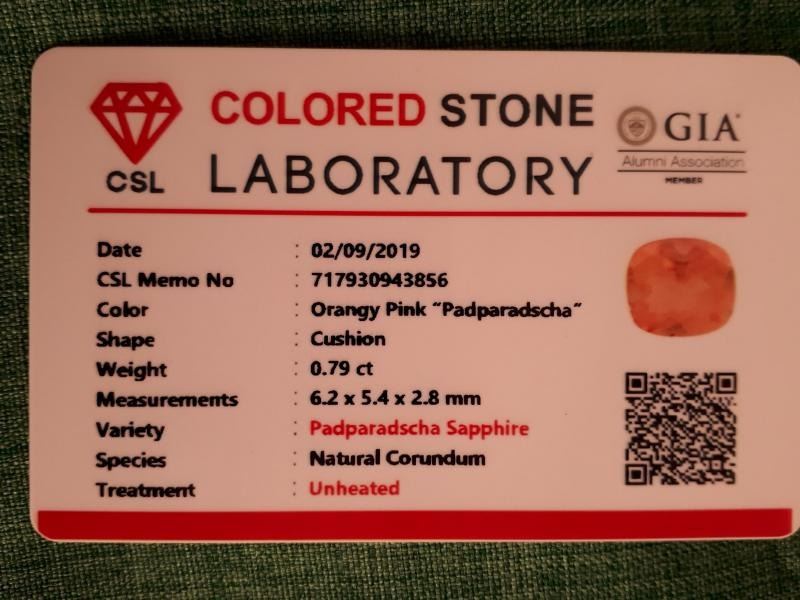 COLORED STONE
LABORATORY
CSL
GIA
Alumni Association
MEMBER
Date : 02/09/2019
CSL Memo No : 717930943856
Color : Orangy Pink "Padparadscha"
Shape : Cushion
Weight : 0.79 ct
Measurements : 6.2 x 5.4 x 2.8 mm
Variety : Padparadscha Sapphire
Species : Natural Corundum
Treatment : Unheated